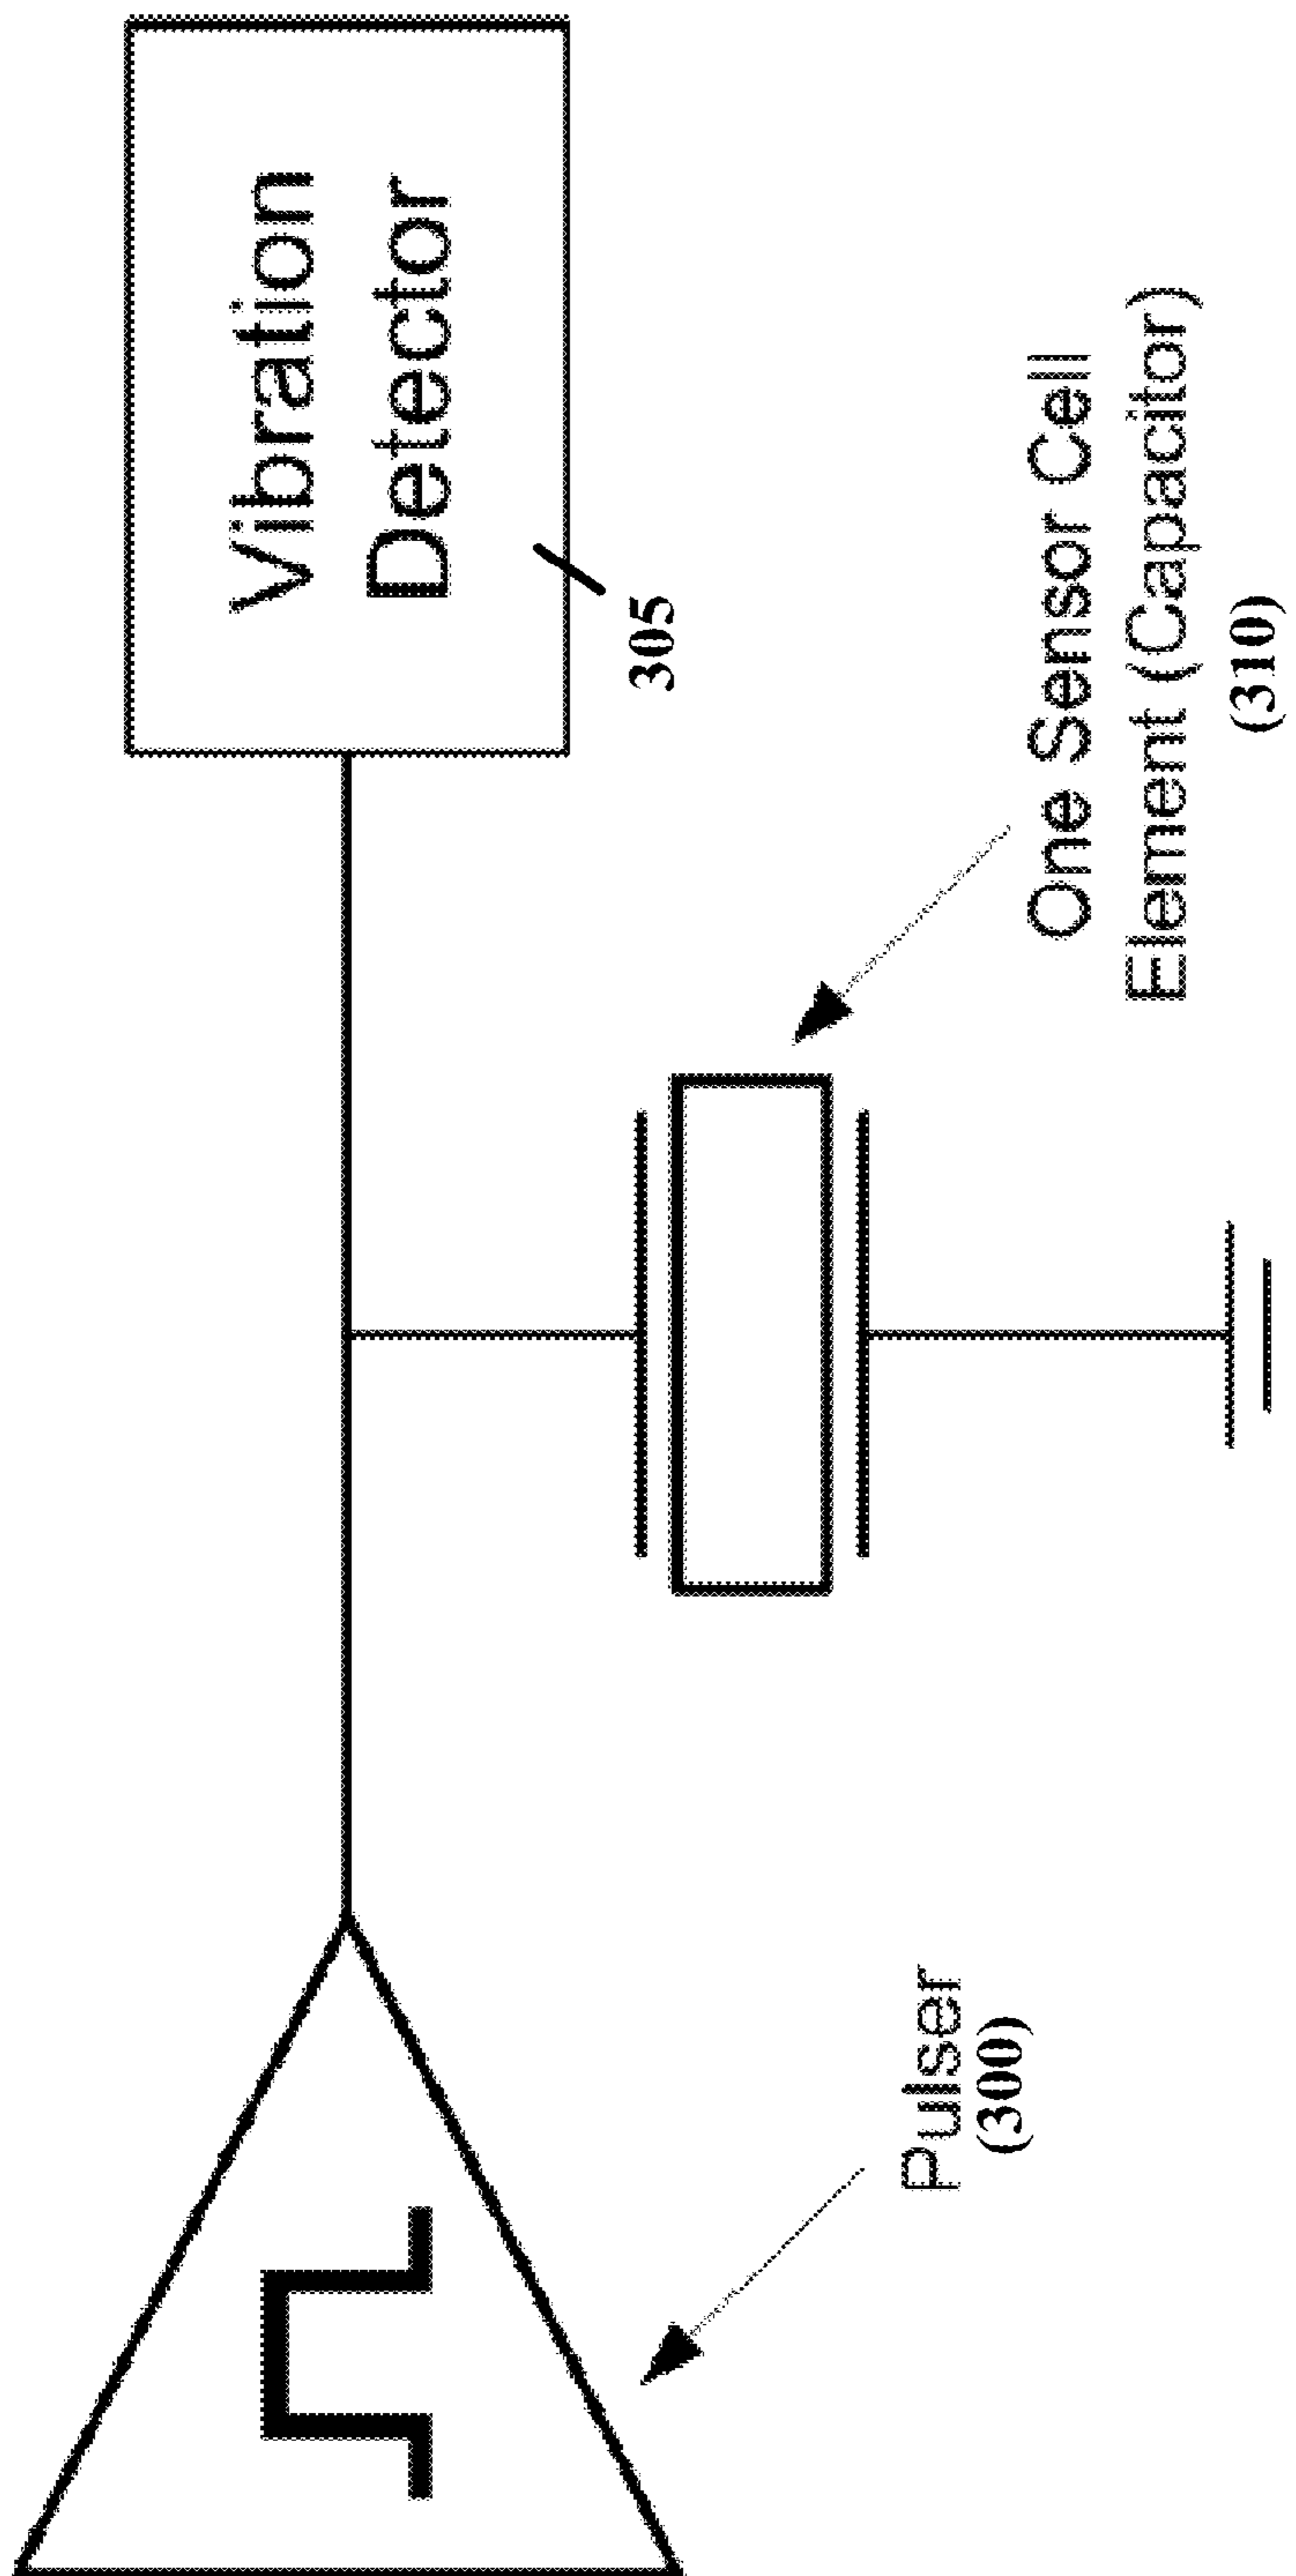 Vibration
Detector
305
One Sensor Cell
Element (Capacitor)
(310)
Pulser
(300)